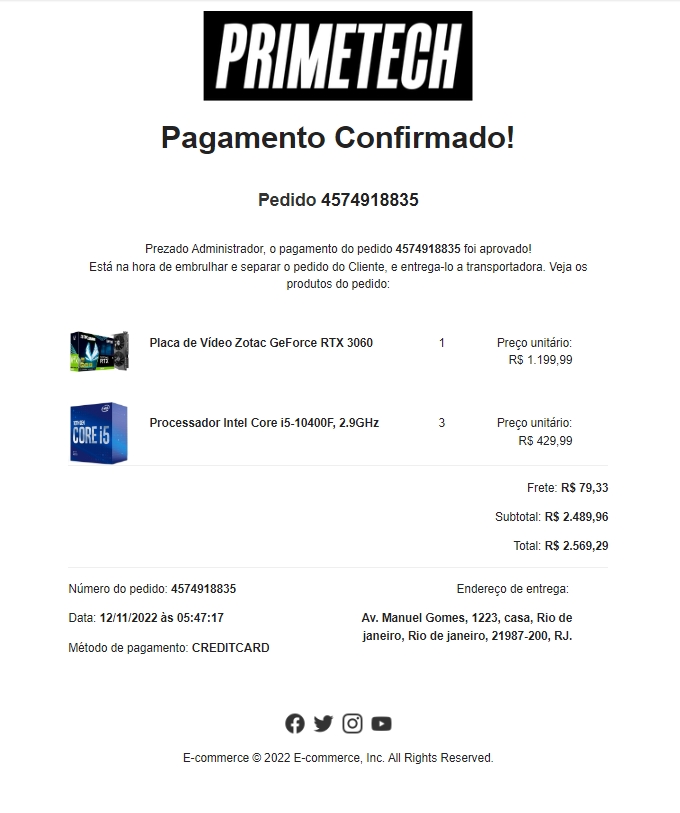 PRIMETECH
Pagamento Confirmado!
Pedido 4574918835
Prezado Administrador, o pagamento do pedido 4574918835 foi aprovado!
Está na hora de embrulhar e separar o pedido do Cliente, e entrega-lo a transportadora. Veja os
produtos do pedido:
Placa de Vídeo Zotac GeForce RTX 3060 1 Preço unitário:
R$ 1.199,99
CORE i5
Processador Intel Core i5-10400F, 2.9GHz 3 Preço unitário:
R$ 429,99
Frete: R$ 79,33
Subtotal: R$ 2.489,96
Total: R$ 2.569,29
Número do pedido: 4574918835
Data: 12/11/2022 às 05:47:17
Método de pagamento: CREDITCARD
Endereço de entrega:
Av. Manuel Gomes, 1223, casa, Rio de
janeiro, Rio de janeiro, 21987-200, RJ.
E-commerce © 2022 E-commerce, Inc. All Rights Reserved.